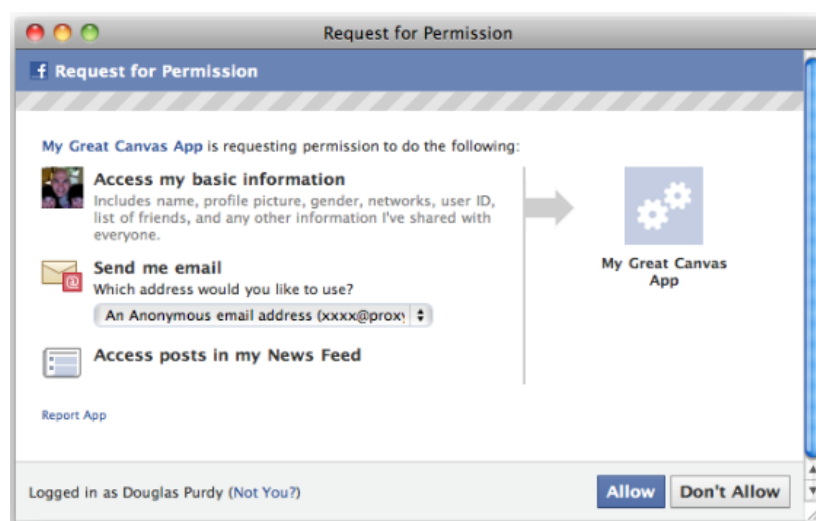 Request for Permission
f Request for Permission
My Great Canvas App is requesting permission to do the following:
Access my basic information
Includes name, profile picture, gender, networks, user ID,
list of friends, and any other information I've shared with
everyone.
Send me email
Which address would you like to use?
An Anonymous email address (xxxx@proxy
Access posts in my News Feed
My Great Canvas
App
Report App
Logged in as Douglas Purdy (Not You?)
Allow
Don't Allow